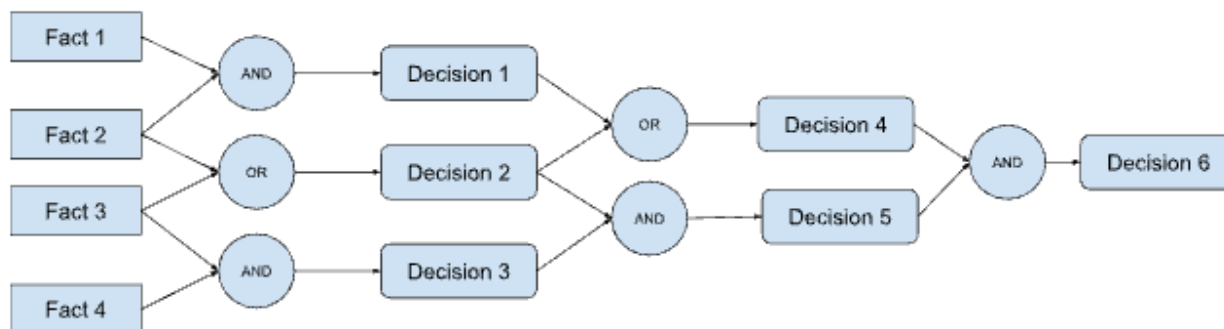 Fact 1
AND
Decision 1
OR
Decision 4
Fact 2
OR
Decision 2
AND
Decision 6
Fact 3
AND
Decision 5
AND
Decision 3
Fact 4